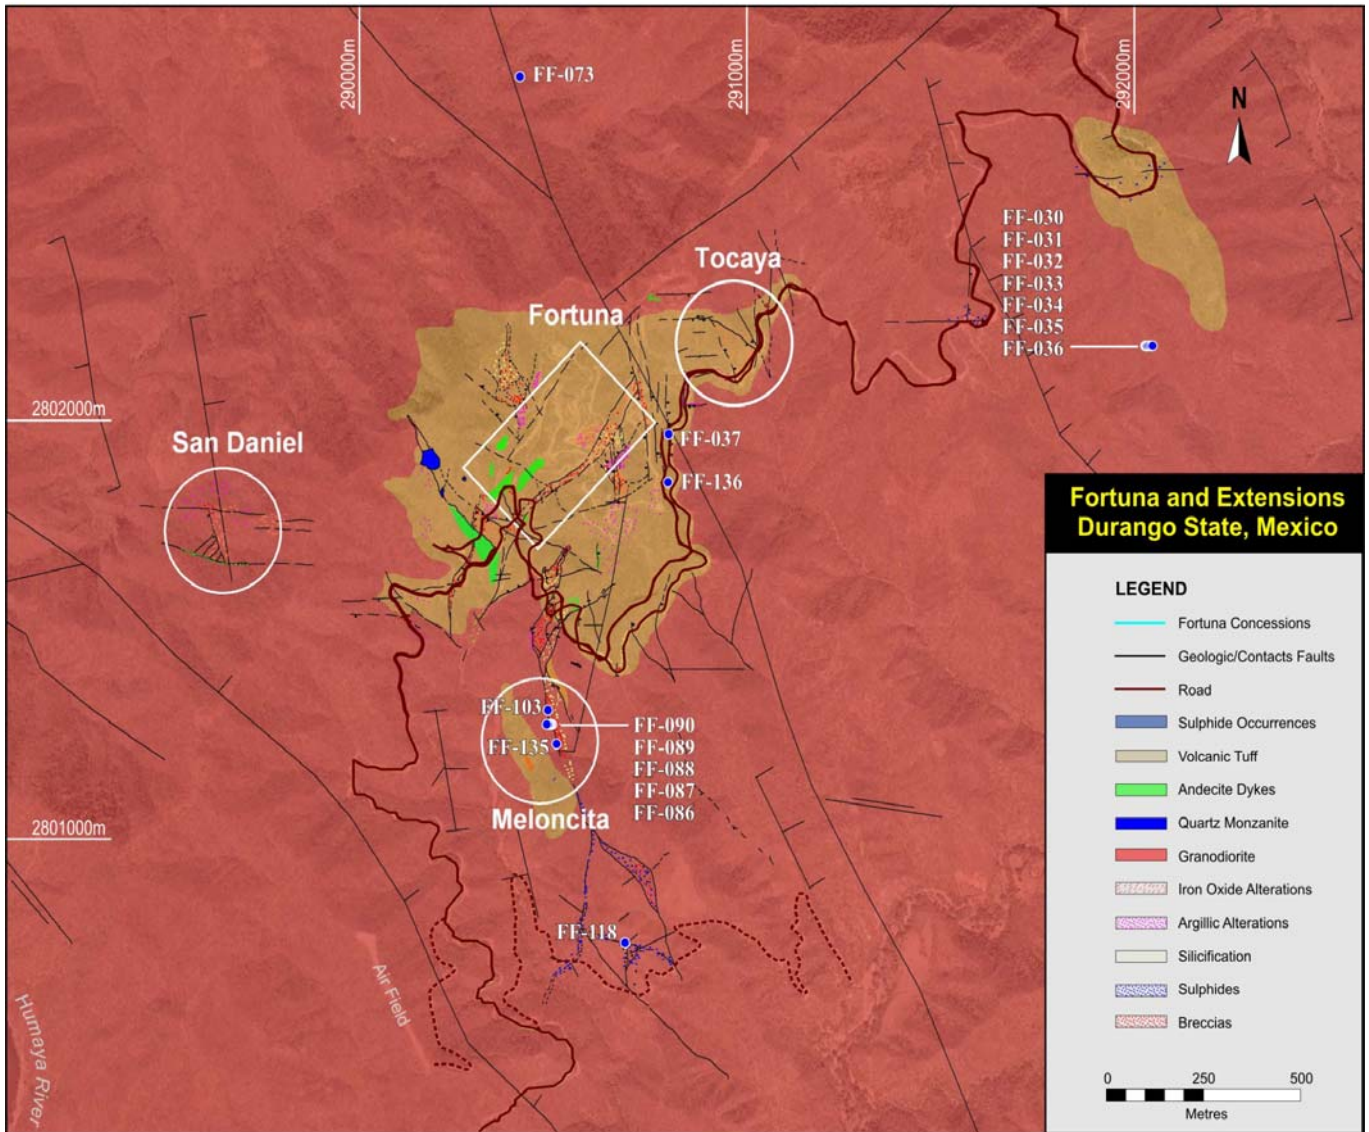 290000m
291000m
292000m
N
FF-073
FF-030
FF-031
FF-032
FF-033
FF-034
FF-035
FF-036
Tocaya
Fortuna
2802000m
San Daniel
FF-037
FF-136
FF-103
FF-135
FF-090
FF-089
FF-088
FF-087
FF-086
Meloncita
2801000m
FF-118
Air Field
Humaya River
Fortuna and Extensions
Durango State, Mexico
LEGEND
Fortuna Concessions
Geologic/Contacts Faults
Road
Sulphide Occurrences
Volcanic Tuff
Andecite Dykes
Quartz Monzanite
Granodiorite
Iron Oxide Alterations
Argillic Alterations
Silicification
Sulphides
Breccias
0 250 500
Metres